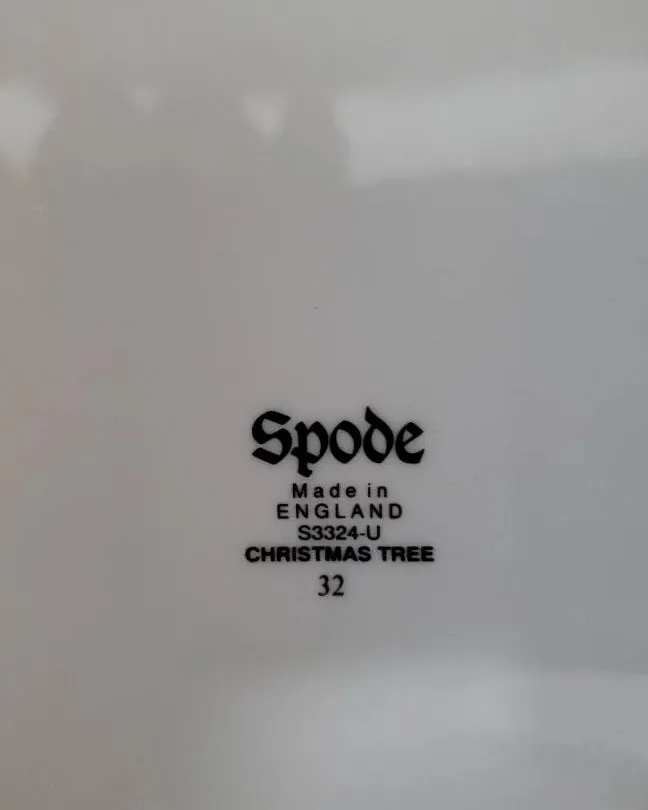 Spode
Made in
ENGLAND
S3324-U
CHRISTMAS TREE
32